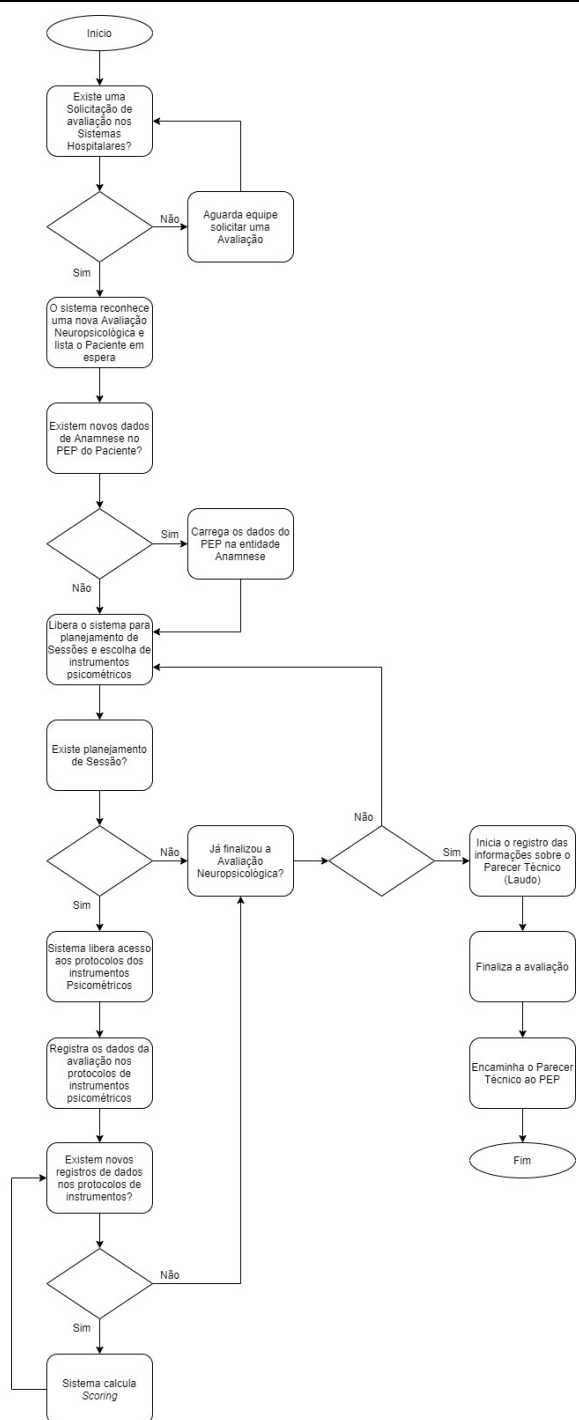 Inicio
Existe uma
Solicitação de
avaliação nos
Sistemas
Hospitalares?
Não
Aguarda equipe
solicitar uma
Avaliação
Sim
O sistema reconhece
uma nova Avaliação
Neuropsicológica e
lista o Paciente em
espera
Existem novos dados
de Anamnese no
PEP do Paciente?
Sim
Carrega os dados do
PEP na entidade
Anamnese
Não
Libera o sistema para
planejamento de
Sessões e escolha de
instrumentos
psicométricos
Existe planejamento
de Sessão?
Não
Já finalizou a
Avaliação
Neuropsicológica?
Não
Sim
Inicia o registro das
informações sobre o
Parecer Técnico
(Laudo)
Sim
Sistema libera acesso
aos protocolos dos
instrumentos
Psicométricos
Finaliza a avaliação
Registra os dados da
avaliação nos
protocolos de
instrumentos
psicométricos
Encaminha o Parecer
Técnico ao PEP
Existem novos
registros de dados
nos protocolos de
instrumentos?
Fim
Não
Sim
Sistema calcula
Scoring